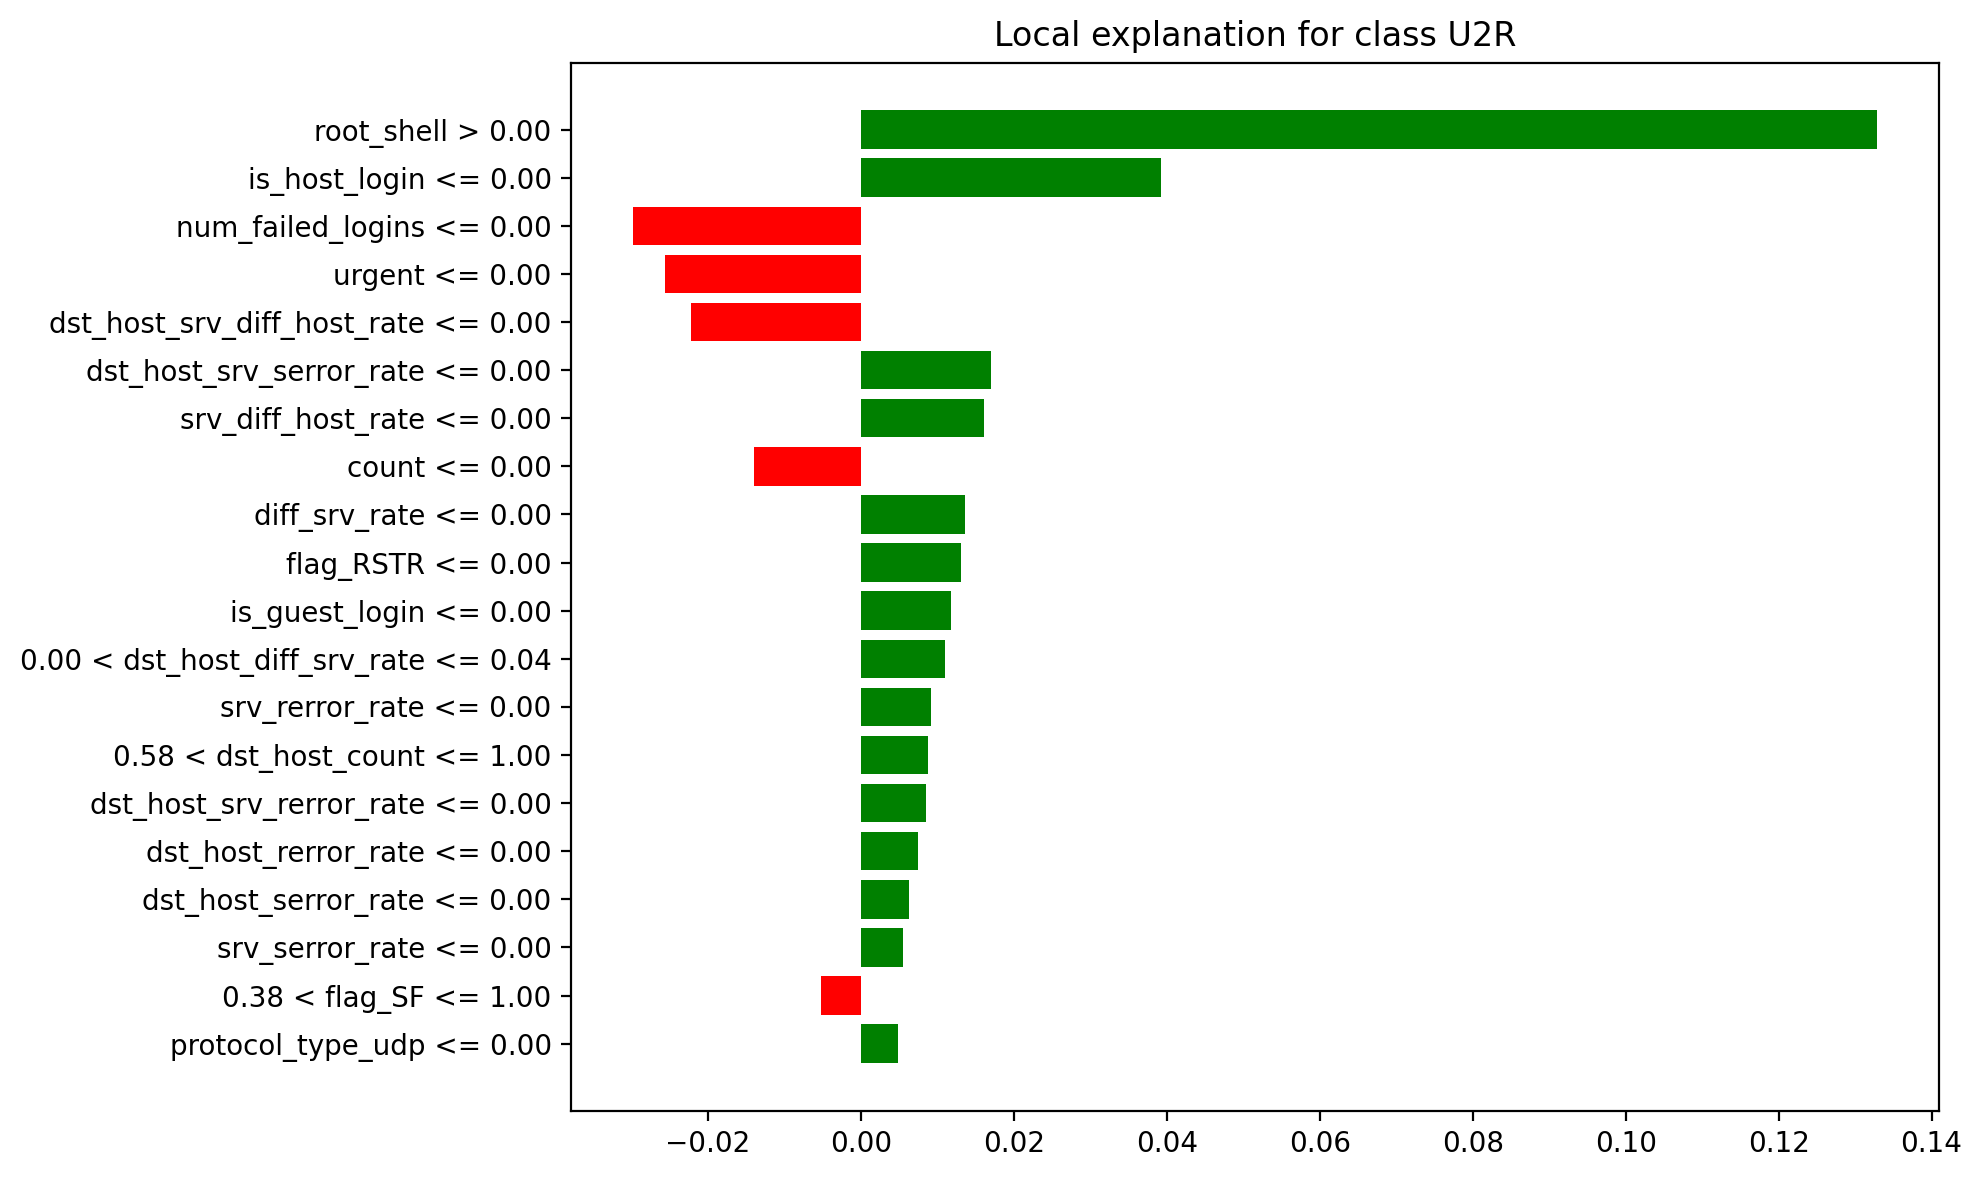 Local explanation for class U2R
root_shell > 0.00
is_host_login <= 0.00
num_failed_logins <= 0.00
urgent <= 0.00
dst_host_srv_diff_host_rate <= 0.00
dst_host_srv_serror_rate <= 0.00
srv_diff_host_rate <= 0.00
count <= 0.00
diff_srv_rate <= 0.00
flag_RSTR <= 0.00
is_guest_login <= 0.00
0.00 < dst_host_diff_srv_rate <= 0.04
srv_rerror_rate <= 0.00
0.58 < dst_host_count <= 1.00
dst_host_srv_rerror_rate <= 0.00
dst_host_rerror_rate <= 0.00
dst_host_serror_rate <= 0.00
srv_serror_rate <= 0.00
0.38 < flag_SF <= 1.00
protocol_type_udp <= 0.00
−0.02 0.00 0.02 0.04 0.06 0.08 0.10 0.12 0.14